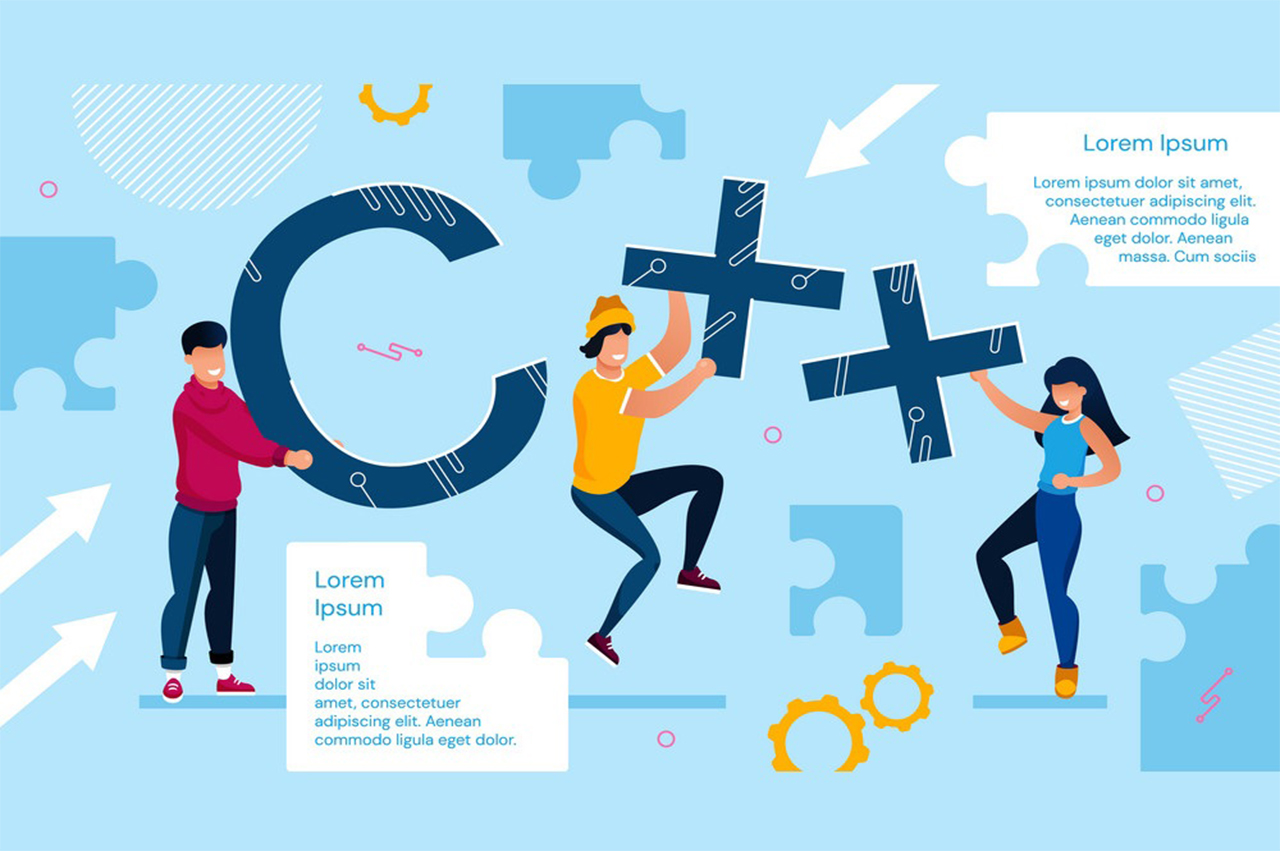 C++
Lorem Ipsum
Lorem ipsum dolor sit amet,
consectetuer adipiscing elit.
Aenean commodo ligula
eget dolor. Aenean
massa. Cum sociis
Lorem
Ipsum
Lorem
ipsum
dolor sit
amet, consectetuer
adipiscing elit. Aenean
commodo ligula eget dolor.